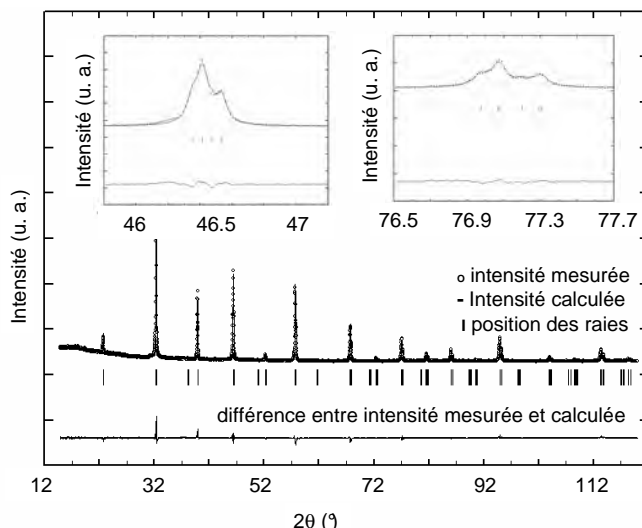 Intensité (u. a.)
46
46.5
47
Intensité (u. a.)
76.5
76.9
77.3
77.7
Intensité (u. a.)
intensité mesurée
Intensité calculée
position des raies
différence entre intensité mesurée et calculée
12
32
52
72
92
112
2θ (°)